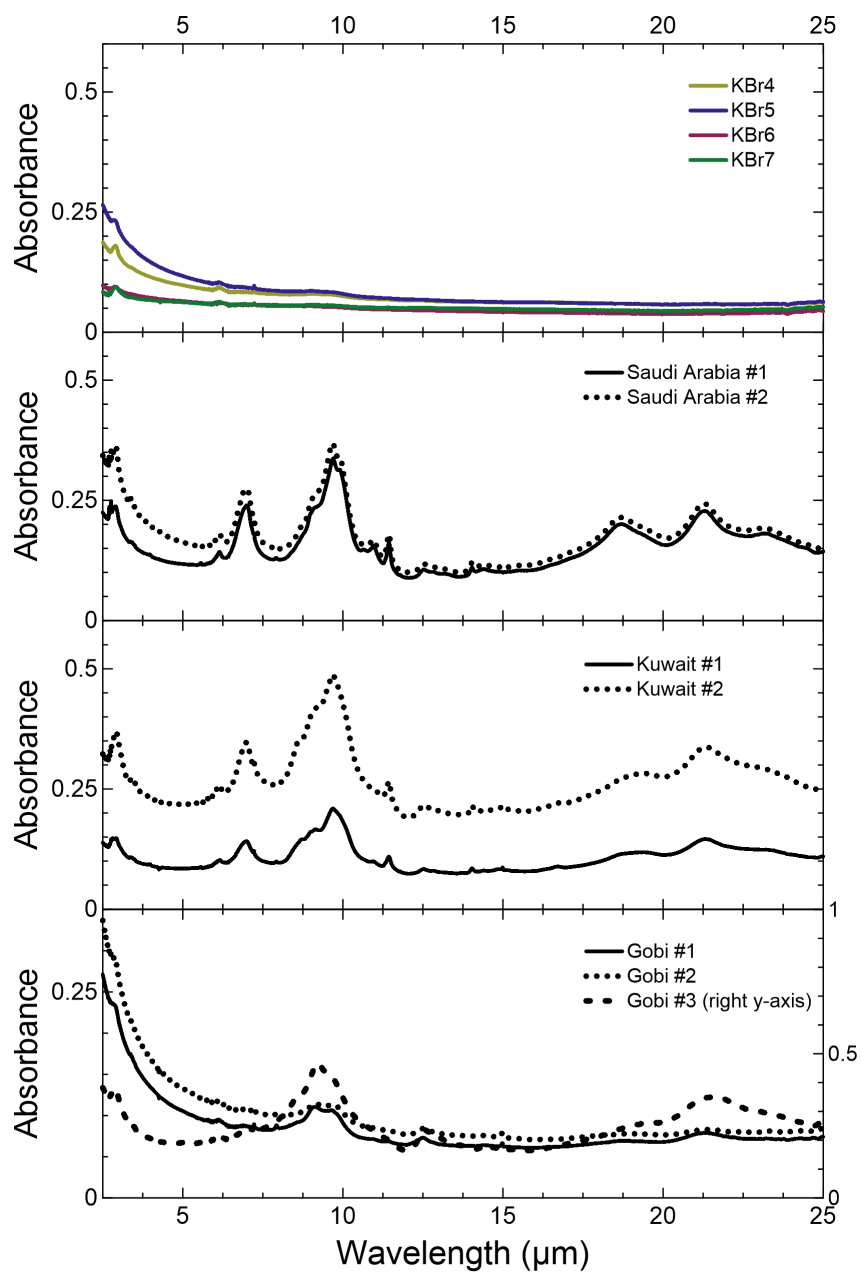 5 10 15 20 25
Absorbance
0.5
0.25
0
KBr4
KBr5
KBr6
KBr7
Absorbance
0.5
0.25
0
Saudi Arabia #1
Saudi Arabia #2
Absorbance
0.5
0.25
0
Kuwait #1
Kuwait #2
Absorbance
0.25
0
Gobi #1
Gobi #2
Gobi #3 (right y-axis)
1
0.5
0
5 10 15 20 25
Wavelength (μm)